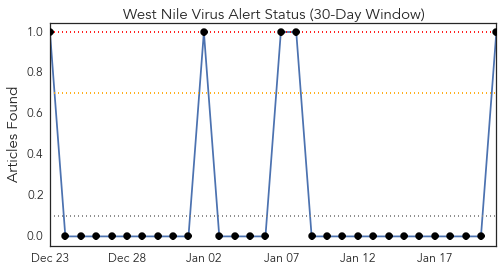 West Nile Virus Alert Status (30-Day Window)
Articles Found
1.0
0.8
0.6
0.4
0.2
0.0
Dec 23 Dec 28 Jan 02 Jan 07 Jan 12 Jan 17